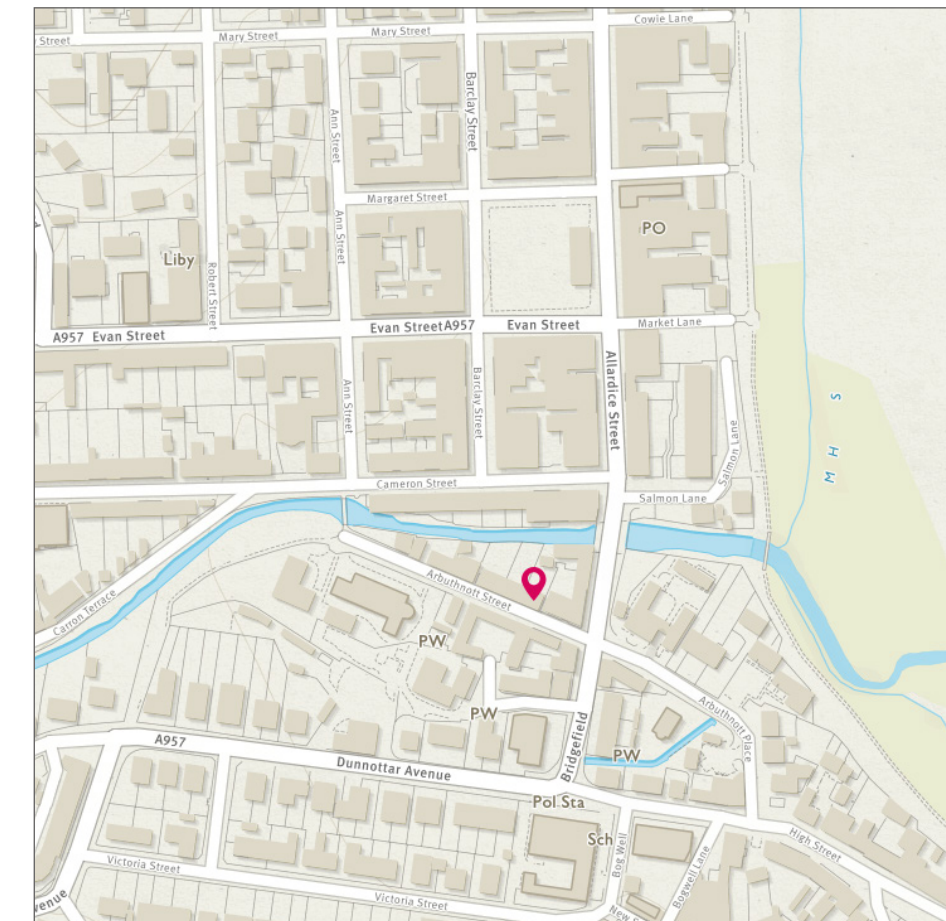 Cowie Lane
Street
Mary Street
Mary Street
Barclay Street
Ann Street
Margaret Street
PO
Ann Street
Liby
Robert Street
A957 Evan Street
Evan Street A957
Evan Street
Market Lane
Allardice Street
Ann Street
Barclay Street
Salmon Lane
M H S
Cameron Street
Salmon Lane
Carron Terrace
Arbuthnott Street
PW
Arbuthnott Place
PW
Bridgefield
PW
A957
Dunnottar Avenue
Pol Sta
Sch
Bog Well
High Street
Bogwell Lane
Victoria Street
Victoria Street